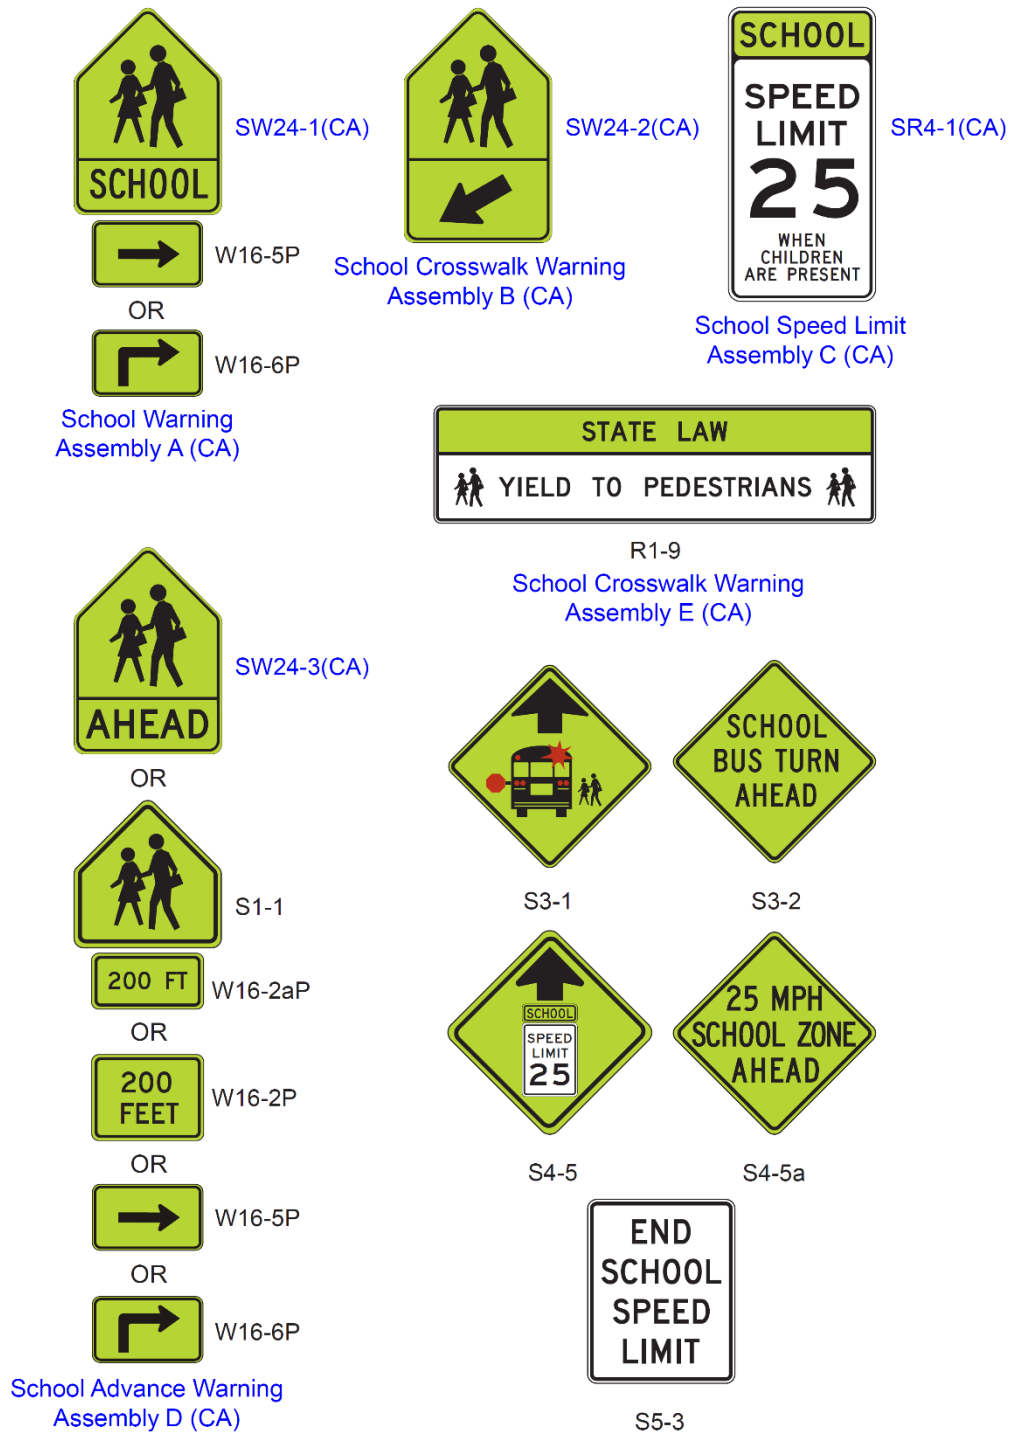 SCHOOL
SW24-1(CA)
W16-5P
OR
W16-6P
School Warning
Assembly A (CA)
SW24-2(CA)
School Crosswalk Warning
Assembly B (CA)
SCHOOL
SPEED
LIMIT
25
WHEN
CHILDREN
ARE PRESENT
SR4-1(CA)
School Speed Limit
Assembly C (CA)
STATE LAW
YIELD TO PEDESTRIANS
R1-9
School Crosswalk Warning
Assembly E (CA)
AHEAD
SW24-3(CA)
OR
S1-1
200 FT
W16-2aP
OR
200
FEET
W16-2P
OR
W16-5P
OR
W16-6P
School Advance Warning
Assembly D (CA)
S3-1
SCHOOL
BUS TURN
AHEAD
S3-2
SCHOOL
SPEED
LIMIT
25
S4-5
25 MPH
SCHOOL ZONE
AHEAD
S4-5a
END
SCHOOL
SPEED
LIMIT
S5-3